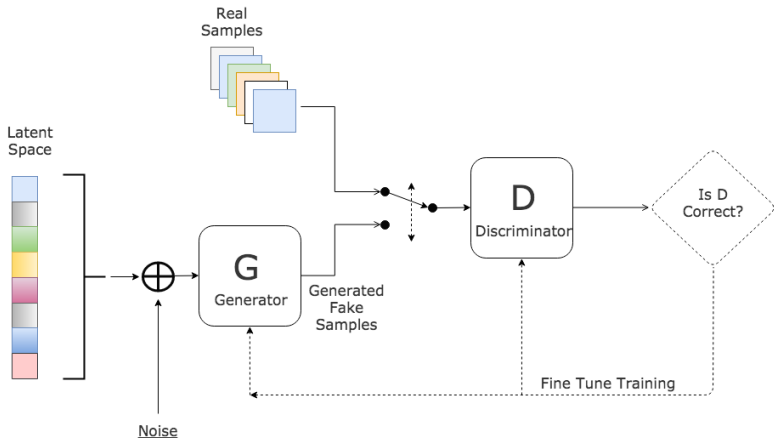 Real
Samples
Latent
Space
D
Discriminator
Is D
Correct?
G
Generator
Generated
Fake
Samples
Fine Tune Training
Noise